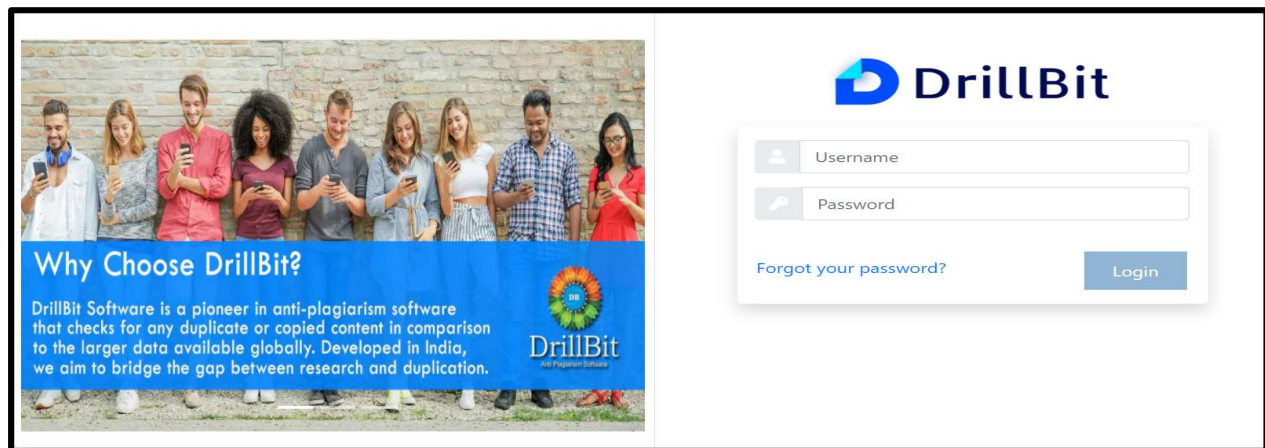 Why Choose DrillBit?
DrillBit Software is a pioneer in anti-plagiarism software
that checks for any duplicate or copied content in comparison
to the larger data available globally. Developed in India,
we aim to bridge the gap between research and duplication.
DB
DrillBit
Anti Plagiarism Software
DrillBit
Username
Password
Forgot your password?
Login